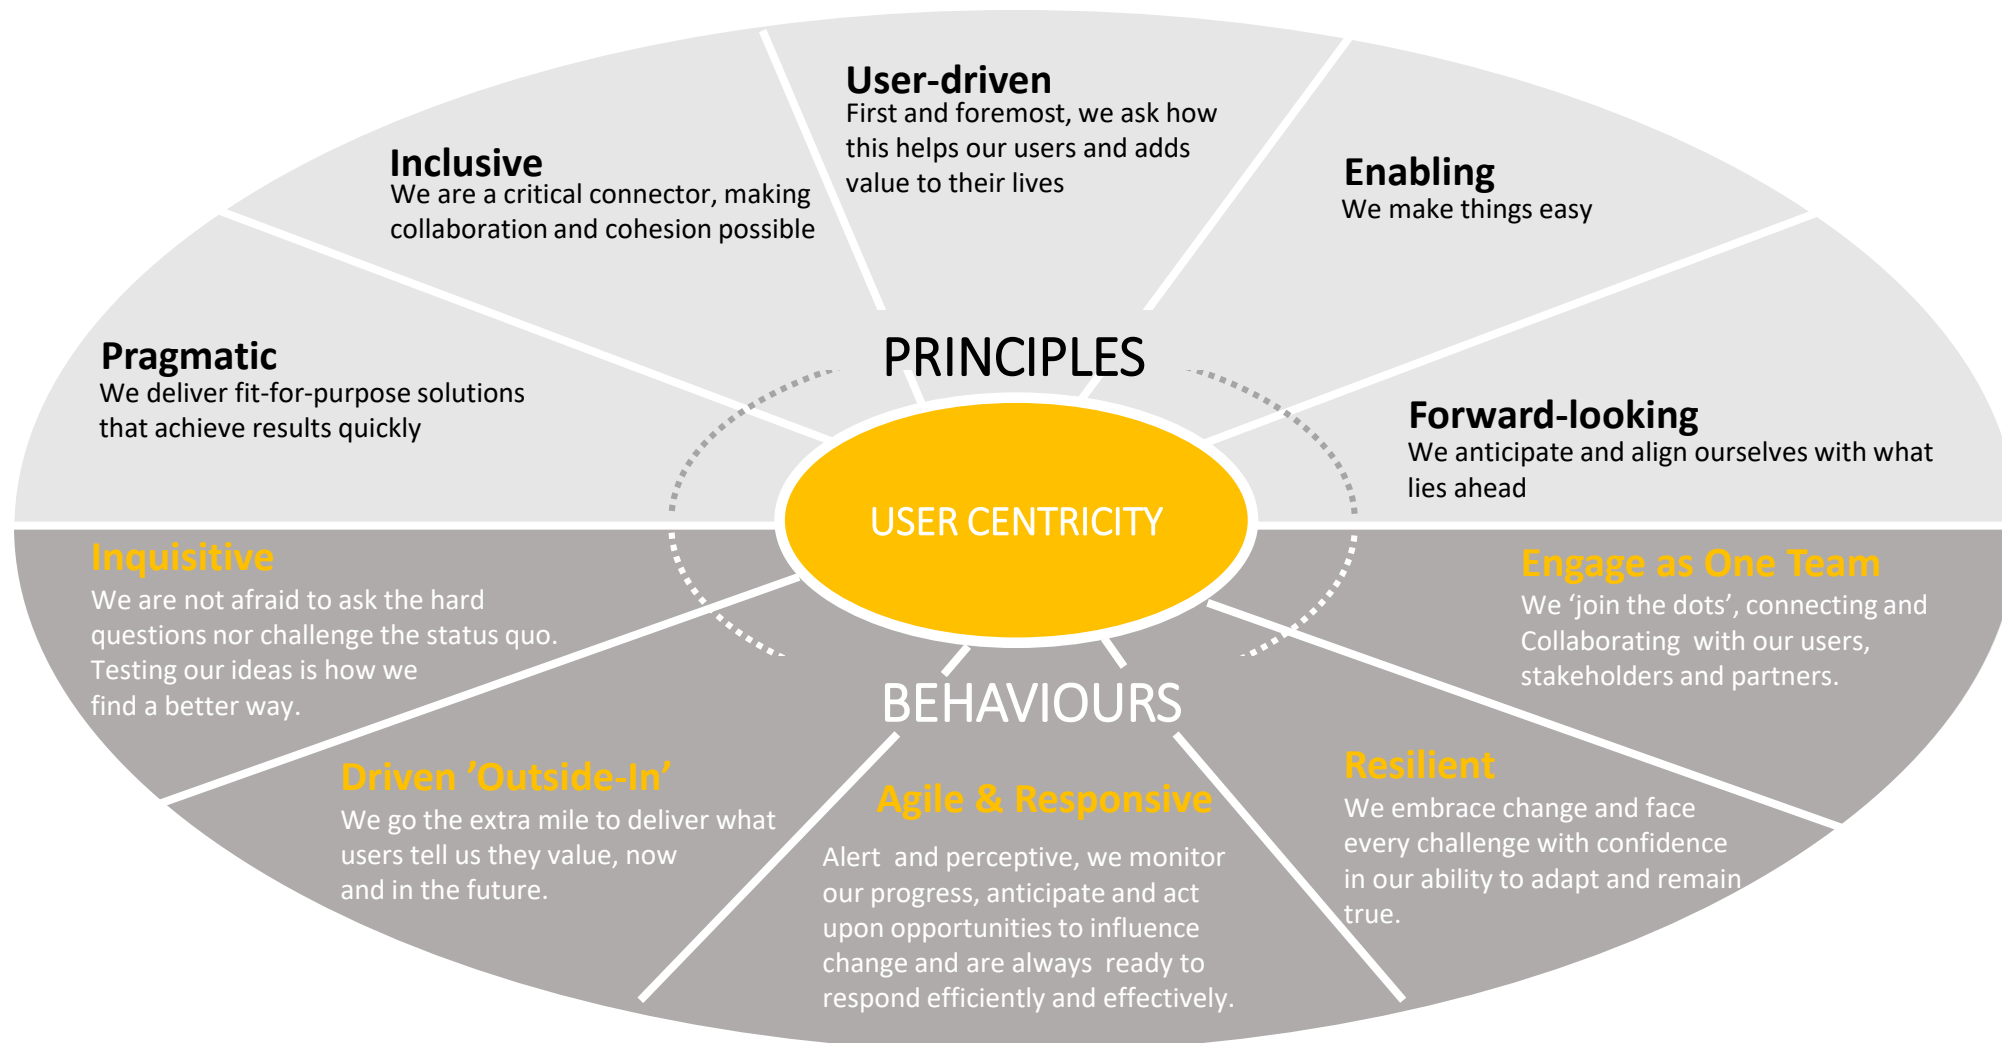 User-driven
First and foremost, we ask how
this helps our users and adds
value to their lives
Inclusive
We are a critical connector, making
collaboration and cohesion possible
Enabling
We make things easy
Pragmatic
We deliver fit-for-purpose solutions
that achieve results quickly
PRINCIPLES
Forward-looking
We anticipate and align ourselves with what
lies ahead
USER CENTRICITY
Inquisitive
We are not afraid to ask the hard
questions nor challenge the status quo.
Testing our ideas is how we
find a better way.
Engage as One Team
We ‘join the dots’, connecting and
Collaborating with our users,
stakeholders and partners.
BEHAVIOURS
Driven ’Outside-In’
We go the extra mile to deliver what
users tell us they value, now
and in the future.
Agile & Responsive
Alert and perceptive, we monitor
our progress, anticipate and act
upon opportunities to influence
change and are always ready to
respond efficiently and effectively.
Resilient
We embrace change and face
every challenge with confidence
in our ability to adapt and remain
true.